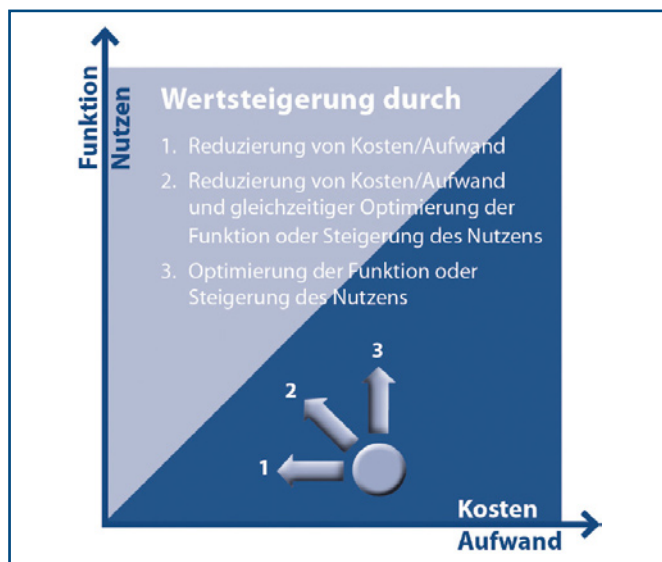 Funktion
Nutzen
Wertsteigerung durch
1. Reduzierung von Kosten/Aufwand
2. Reduzierung von Kosten/Aufwand
und gleichzeitiger Optimierung der
Funktion oder Steigerung des Nutzens
3. Optimierung der Funktion oder
Steigerung des Nutzens
3
2
1
Kosten
Aufwand